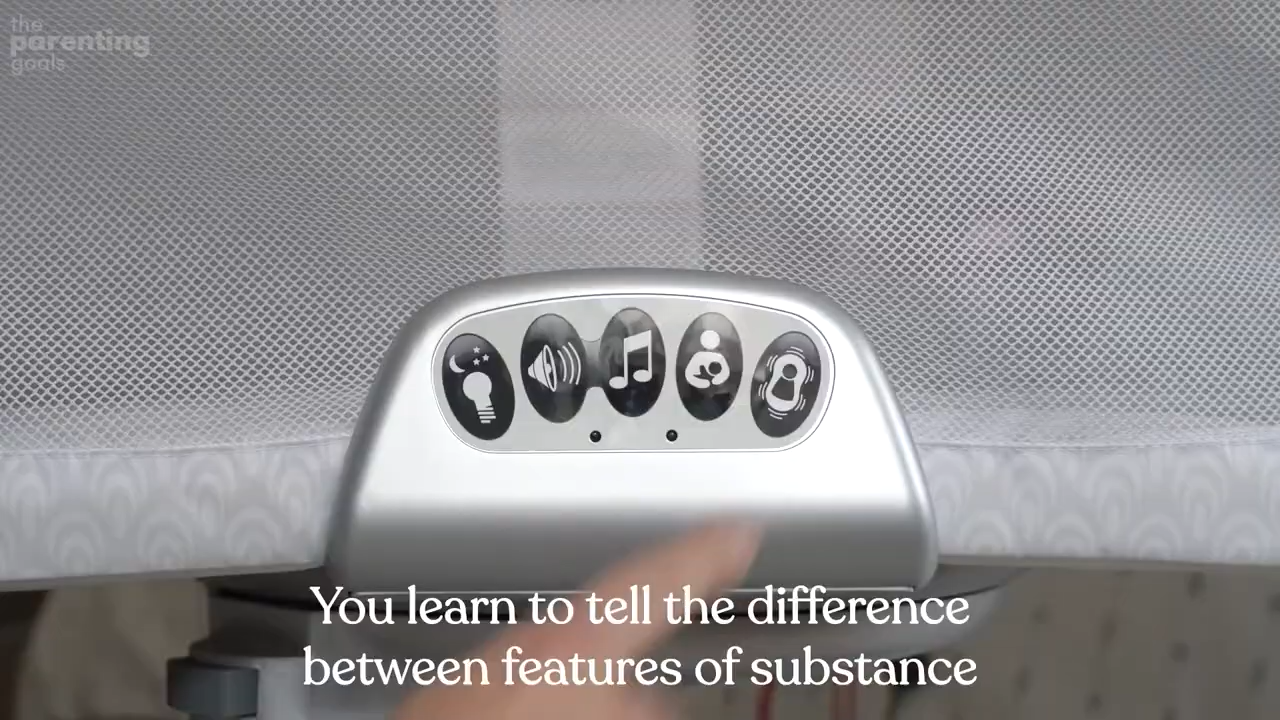 the
parenting
goals
You learn to tell the difference
between features of substance